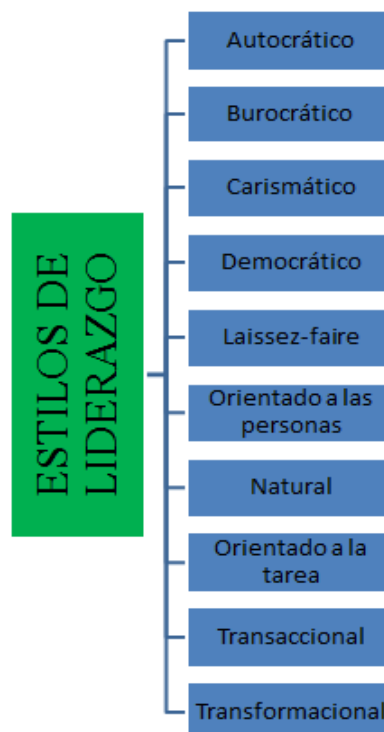 ESTILOS DE
LIDERAZGO
Autocrático
Burocrático
Carismático
Democrático
Laissez-faire
Orientado a las
personas
Natural
Orientado a la
tarea
Transaccional
Transformacional